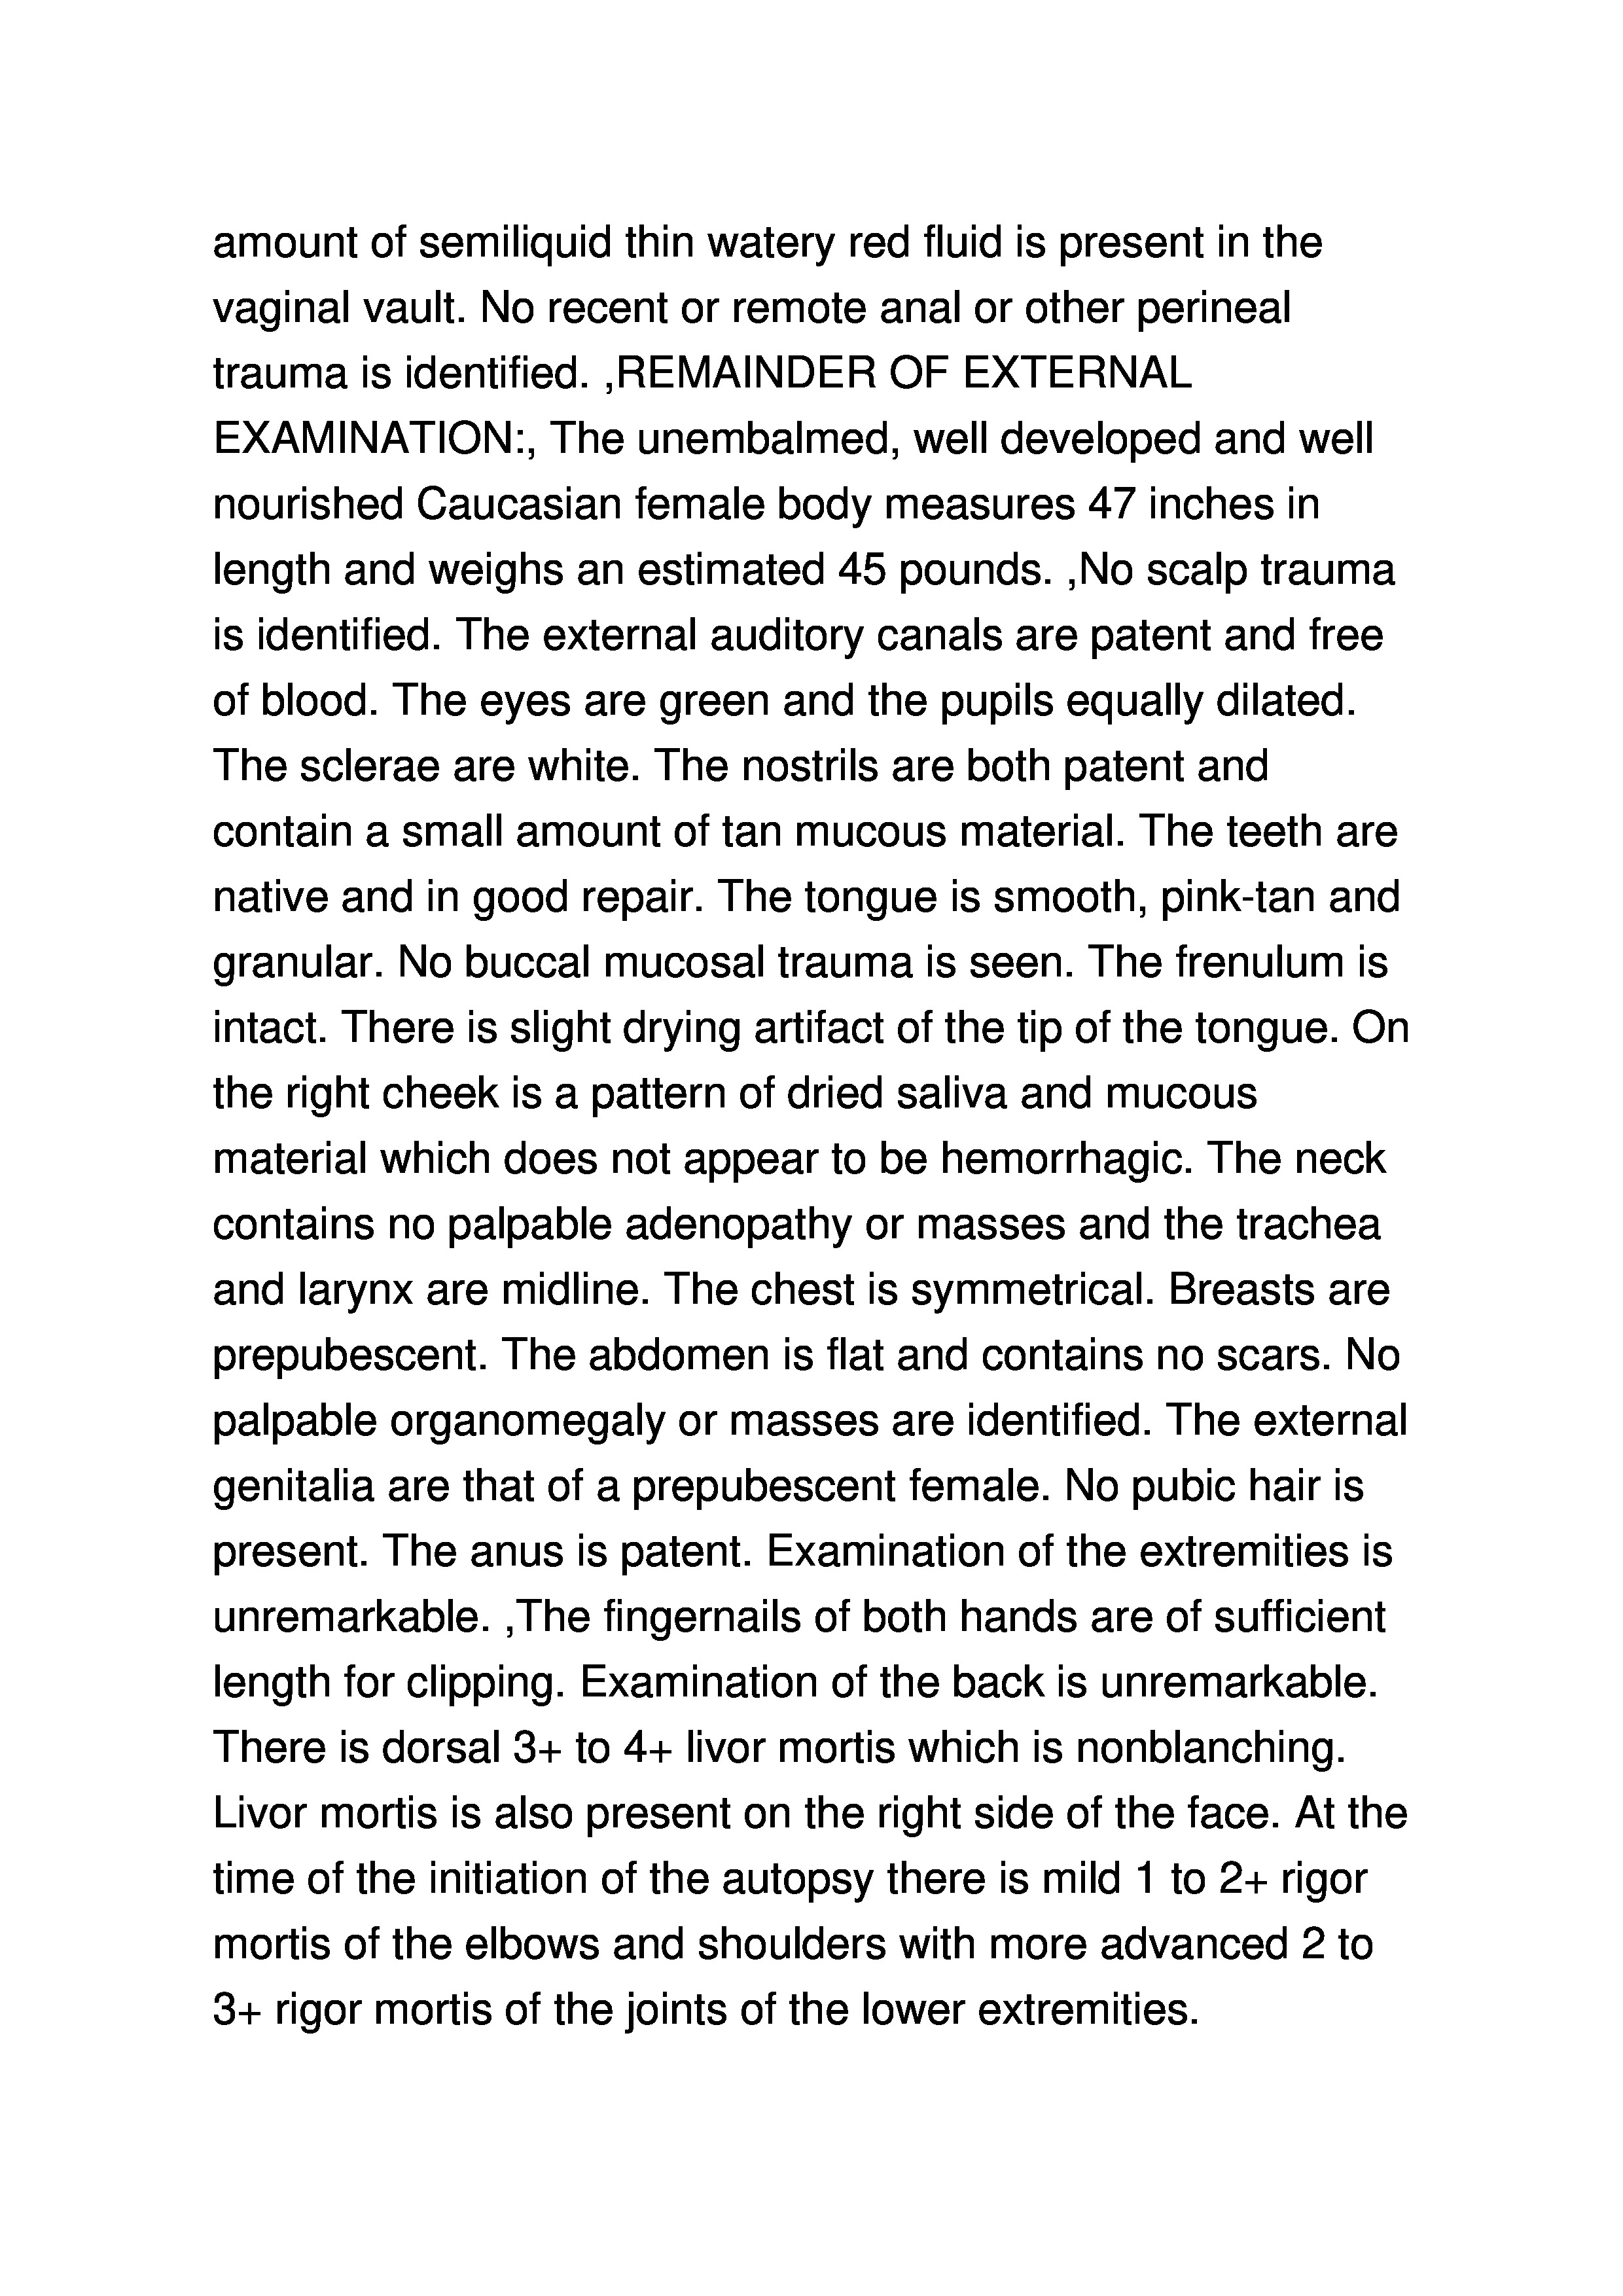 amount of semiliquid thin watery red fluid is present in the
vaginal vault. No recent or remote anal or other perineal
trauma is identified. ,REMAINDER OF EXTERNAL
EXAMINATION:, The unembalmed, well developed and well
nourished Caucasian female body measures 47 inches in
length and weighs an estimated 45 pounds. ,No scalp trauma
is identified. The external auditory canals are patent and free
of blood. The eyes are green and the pupils equally dilated.
The sclerae are white. The nostrils are both patent and
contain a small amount of tan mucous material. The teeth are
native and in good repair. The tongue is smooth, pink-tan and
granular. No buccal mucosal trauma is seen. The frenulum is
intact. There is slight drying artifact of the tip of the tongue. On
the right cheek is a pattern of dried saliva and mucous
material which does not appear to be hemorrhagic. The neck
contains no palpable adenopathy or masses and the trachea
and larynx are midline. The chest is symmetrical. Breasts are
prepubescent. The abdomen is flat and contains no scars. No
palpable organomegaly or masses are identified. The external
genitalia are that of a prepubescent female. No pubic hair is
present. The anus is patent. Examination of the extremities is
unremarkable. ,The fingernails of both hands are of sufficient
length for clipping. Examination of the back is unremarkable.
There is dorsal 3+ to 4+ livor mortis which is nonblanching.
Livor mortis is also present on the right side of the face. At the
time of the initiation of the autopsy there is mild 1 to 2+ rigor
mortis of the elbows and shoulders with more advanced 2 to
3+ rigor mortis of the joints of the lower extremities.